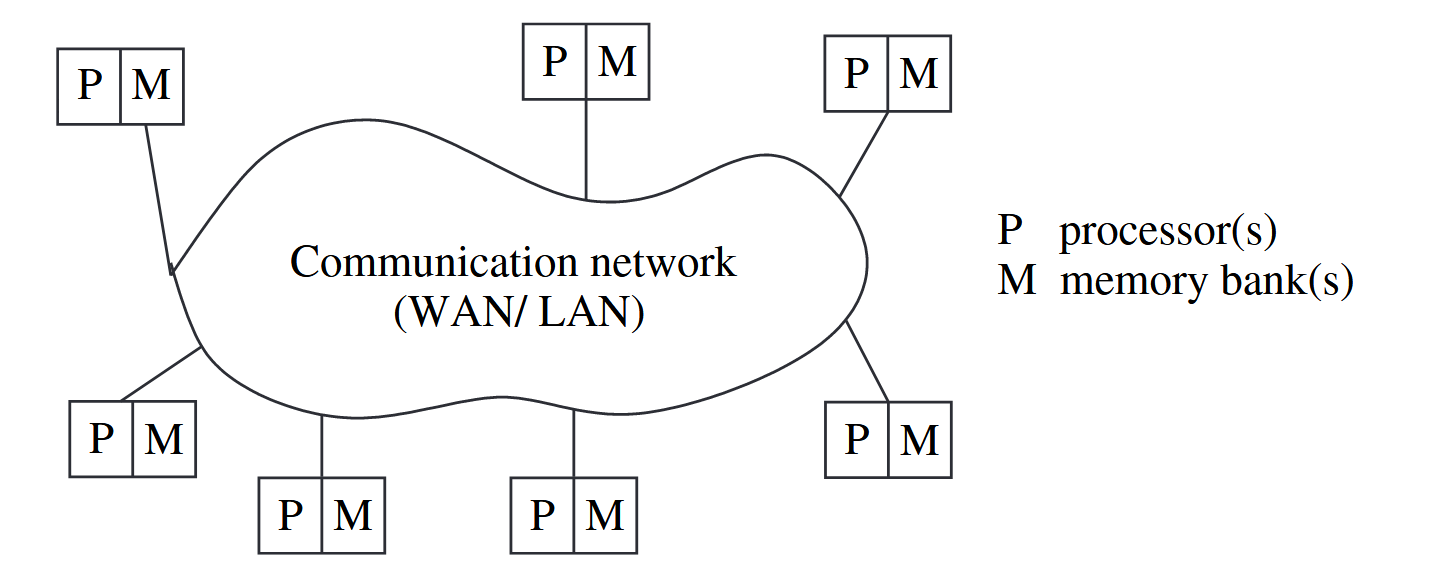 P M
P M
P M
Communication network
(WAN/ LAN)
P processor(s)
M memory bank(s)
P M
P M
P M
P M